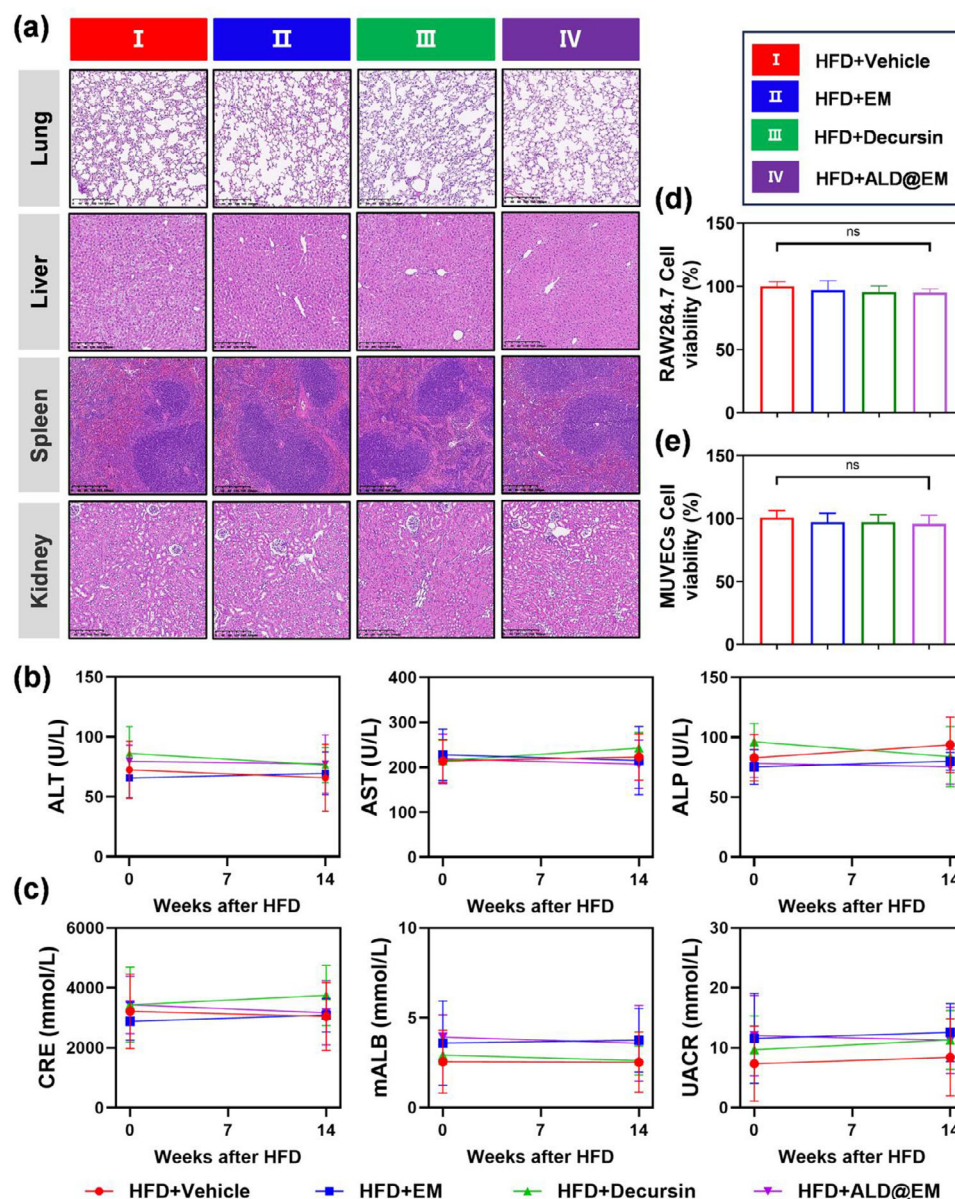 (a)
I
II
III
IV
Lung
Liver
Spleen
Kidney
I HFD+Vehicle
II HFD+EM
III HFD+Decursin
IV HFD+ALD@EM
(d)
RAW264.7 Cell
viability (%)
150
100
50
0
ns
(e)
MUVECs Cell
viability (%)
150
100
50
0
ns
(b)
ALT (U/L)
150
100
50
0
0 7 14
Weeks after HFD
AST (U/L)
400
300
200
100
0
0 7 14
Weeks after HFD
ALP (U/L)
150
100
50
0
0 7 14
Weeks after HFD
(c)
CRE (mmol/L)
6000
4000
2000
0
0 7 14
Weeks after HFD
mALB (mmol/L)
10
5
0
0 7 14
Weeks after HFD
UACR (mmol/L)
30
20
10
0
0 7 14
Weeks after HFD
HFD+Vehicle HFD+EM HFD+Decursin HFD+ALD@EM